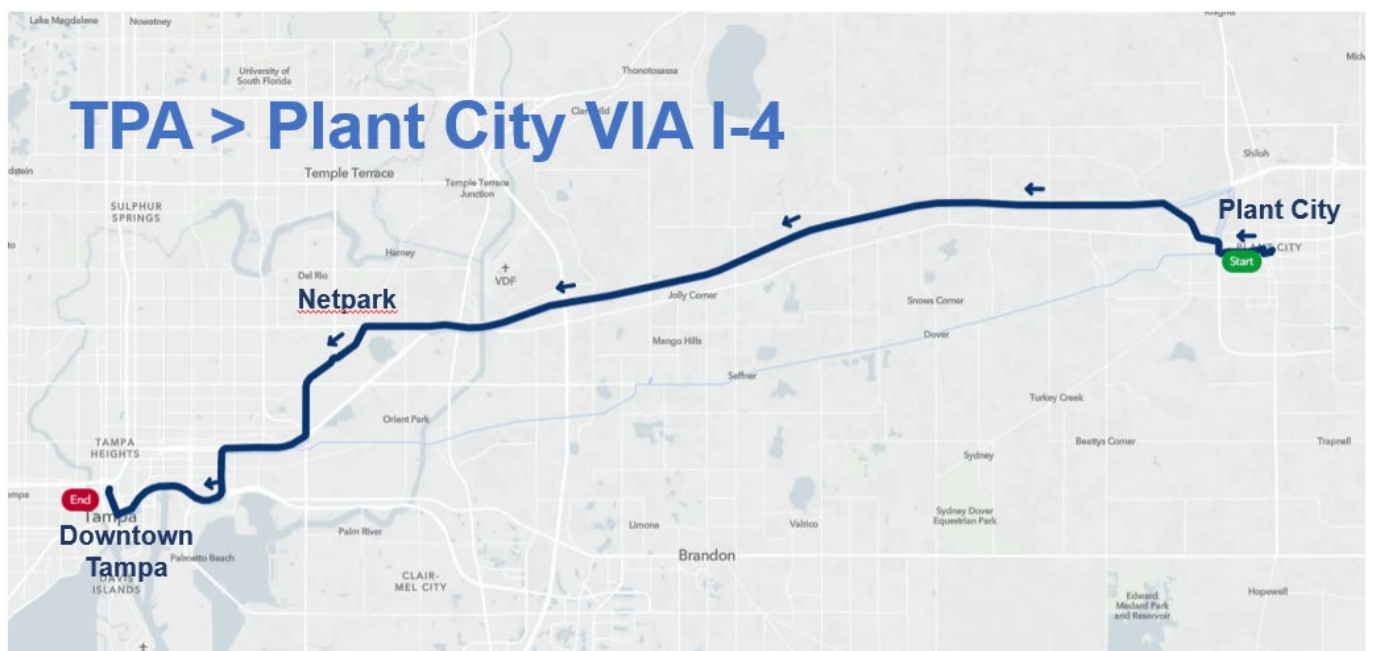 Lake Magdalene
Nowatney
Knights
University of
South Florida
Thonotosassa
TPA > Plant City VIA I-4
Temple Terrace
Temple Terrace
Junction
Shiloh
SULPHUR
SPRINGS
Plant City
PLANT CITY
Start
Harney
Del Rio
VDF
Netpark
Jolly Corner
Snows Corner
Dover
Mango Hills
Seffner
Turkey Creek
Orient Park
TAMPA
HEIGHTS
Beattys Corner
Trapnell
Sydney
End
Tampa
Downtown
Tampa
Sydney Dover
Equestrian Park
Palm River
Limona
Valrico
Palmetto Beach
Brandon
DAVIS
ISLANDS
CLAIR-
MEL CITY
Edward
Medard Park
and Reservoir
Hopewell